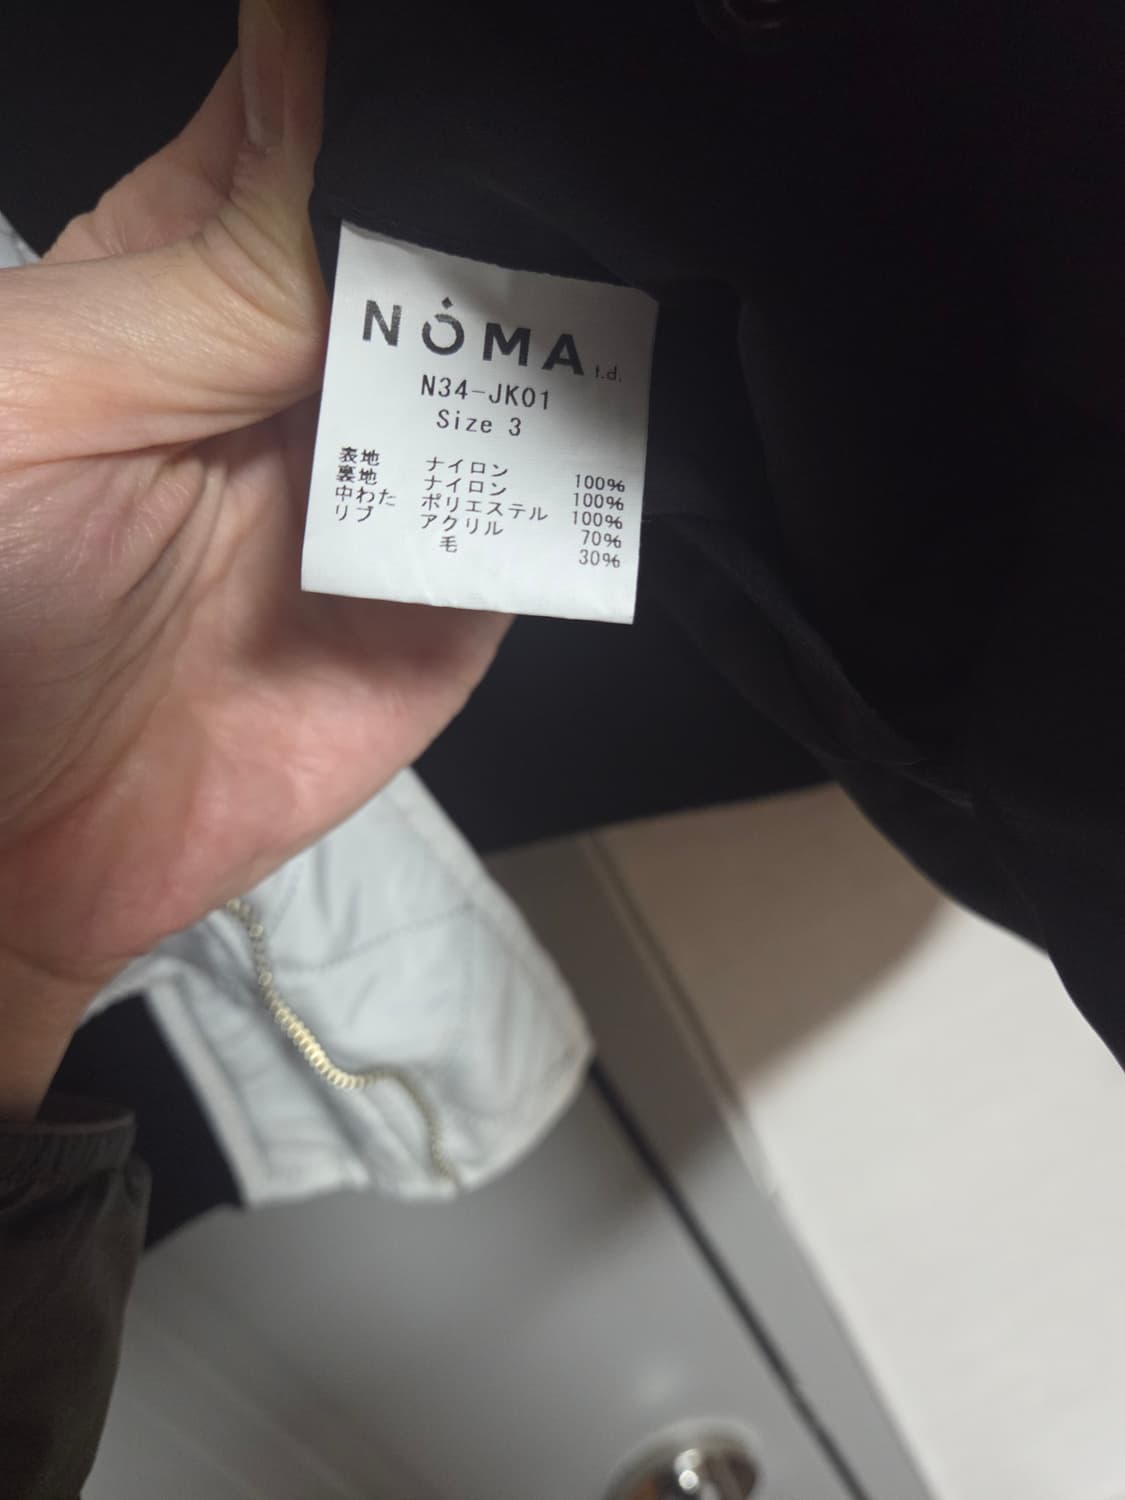 NOMA t.d.
N34-JK01
Size 3
表地 ナイロン 100%
裏地 ナイロン 100%
中わた ポリエステル 100%
リブ アクリル 70%
毛 30%